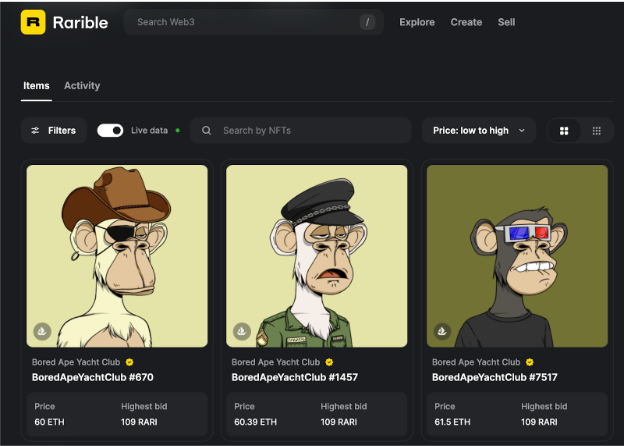 R Rarible Search Web3 / Explore Create Sell
Items Activity
Filters Live data Search by NFTs Price: low to high
Bored Ape Yacht Club Bored Ape Yacht Club Bored Ape Yacht Club
BoredApeYachtClub #670 BoredApeYachtClub #1457 BoredApeYachtClub #7517
Price Highest bid Price Highest bid Price Highest bid
60 ETH 109 RARI 60.39 ETH 109 RARI 61.5 ETH 109 RARI